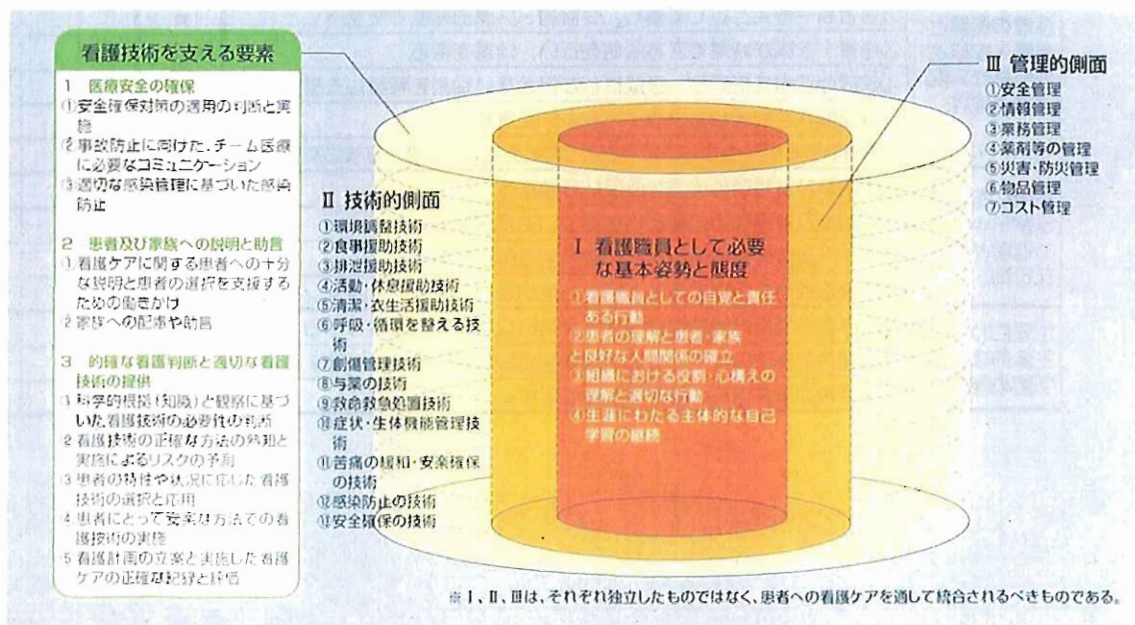 看護技術を支える要素
1 医療安全の確保
①安全確保対策の適用の判断と実
施
②事故防止に向けた、チーム医療
に必要なコミュニケーション
③適切な感染管理に基づいた感染
防止
2 患者及び家族への説明と助言
①看護ケアに関する患者への十分
な説明と患者の選択を支援する
ための働きかけ
②家族への配慮や助言
3 的確な看護判断と適切な看護
技術の提供
①科学的根拠(知識)と観察に基づ
いた看護技術の必要性の判断
②看護技術の正確な方法の熟知と
実施によるリスクの予測
③患者の特性や状況に応じた看護
技術の選択と応用
④患者にとって安楽な方法での看
護技術の実施
⑤看護計画の立案と実施した看護
ケアの正確な記録と評価
Ⅱ 技術的側面
①環境調整技術
②食事援助技術
③排泄援助技術
④活動・休息援助技術
⑤清潔・衣生活援助技術
⑥呼吸・循環を整える技
術
⑦創傷管理技術
⑧与薬の技術
⑨救命救急処置技術
⑩症状・生体機能管理技
術
⑪苦痛の緩和・安楽確保
の技術
⑫感染防止の技術
⑬安全確保の技術
Ⅰ 看護職員として必要
な基本姿勢と態度
①看護職員としての自覚と責任
ある行動
②患者の理解と患者・家族
と良好な人間関係の確立
③組織における役割・心構えの
理解と適切な行動
④生涯にわたる主体的な自己
学習の継続
Ⅲ 管理的側面
①安全管理
②情報管理
③業務管理
④薬剤等の管理
⑤災害・防災管理
⑥物品管理
⑦コスト管理
※Ⅰ、Ⅱ、Ⅲは、それぞれ独立したものではなく、患者への看護ケアを通して統合されるべきものである。